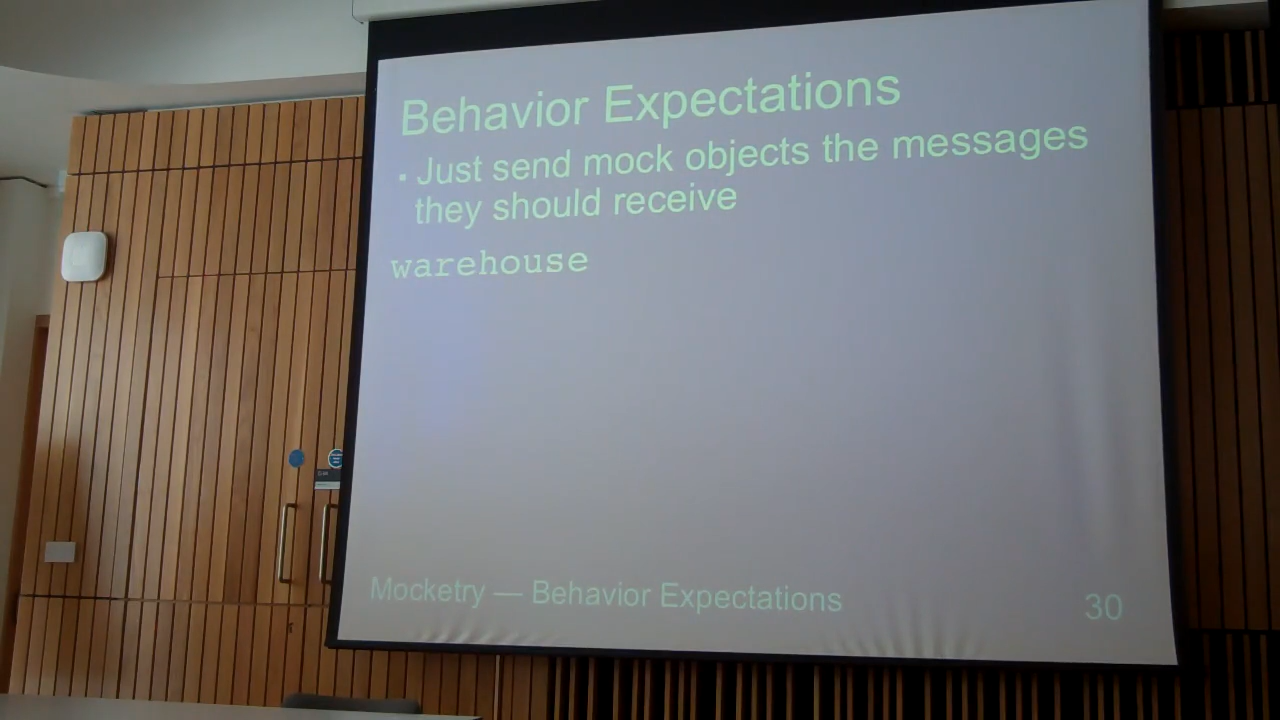 Behavior Expectations
▪ Just send mock objects the messages
they should receive
warehouse
Mocketry — Behavior Expectations
30